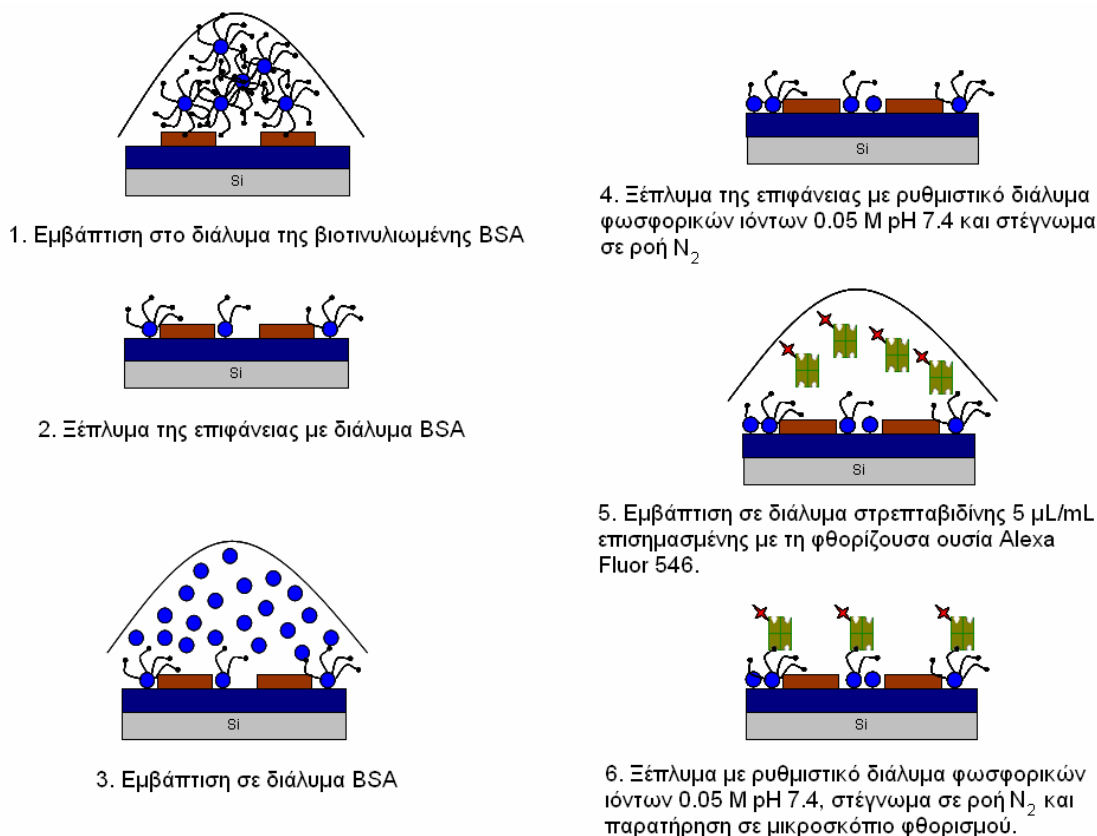 Si
1. Εμβάπτιση στο διάλυμα της βιοτινυλιωμένης BSA
Si
2. Ξέπλυμα της επιφάνειας με διάλυμα BSA
Si
3. Εμβάπτιση σε διάλυμα BSA
Si
4. Ξέπλυμα της επιφάνειας με ρυθμιστικό διάλυμα
φωσφορικών ιόντων 0.05 M pH 7.4 και στέγνωμα
σε ροή N2
Si
5. Εμβάπτιση σε διάλυμα στρεπταβιδίνης 5 μL/mL
επισημασμένης με τη φθορίζουσα ουσία Alexa
Fluor 546.
Si
6. Ξέπλυμα με ρυθμιστικό διάλυμα φωσφορικών
ιόντων 0.05 M pH 7.4, στέγνωμα σε ροή N2 και
παρατήρηση σε μικροσκόπιο φθορισμού.